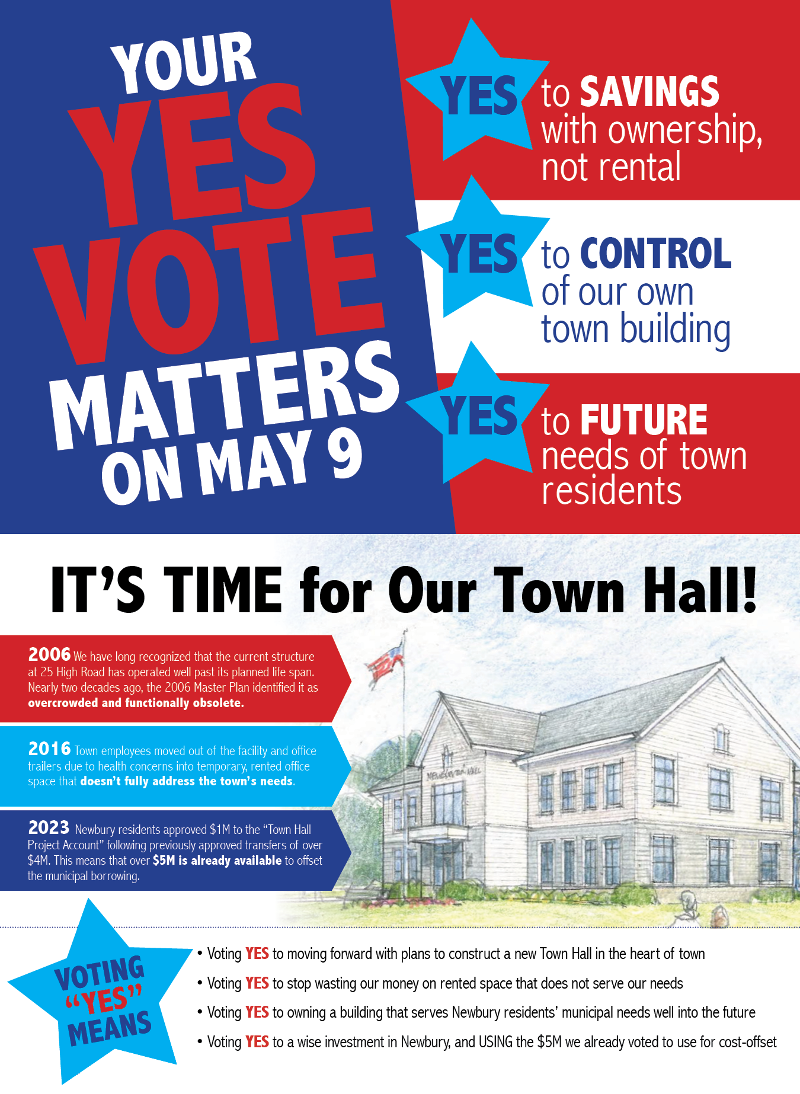 YOUR
YES
VOTE
MATTERS
ON MAY 9
YES to SAVINGS
with ownership,
not rental
YES to CONTROL
of our own
town building
YES to FUTURE
needs of town
residents
IT’S TIME for Our Town Hall!
2006 We have long recognized that the current structure
at 25 High Road has operated well past its planned life span.
Nearly two decades ago, the 2006 Master Plan identified it as
overcrowded and functionally obsolete.
2016 Town employees moved out of the facility and office
trailers due to health concerns into temporary, rented office
space that doesn’t fully address the town’s needs.
2023 Newbury residents approved $1M to the “Town Hall
Project Account” following previously approved transfers of over
$4M. This means that over $5M is already available to offset
the municipal borrowing.
VOTING
“YES”
MEANS
• Voting YES to moving forward with plans to construct a new Town Hall in the heart of town
• Voting YES to stop wasting our money on rented space that does not serve our needs
• Voting YES to owning a building that serves Newbury residents’ municipal needs well into the future
• Voting YES to a wise investment in Newbury, and USING the $5M we already voted to use for cost-offset